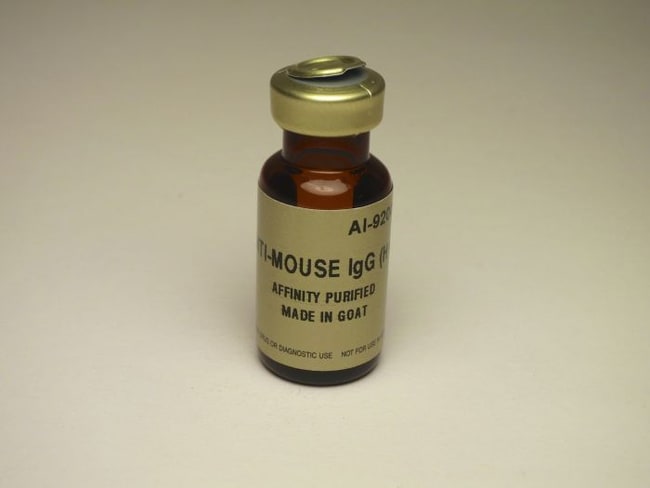 AI-920
TI-MOUSE IgG (H
AFFINITY PURIFIED
MADE IN GOAT
OR DIAGNOSTIC USE NOT FOR USE